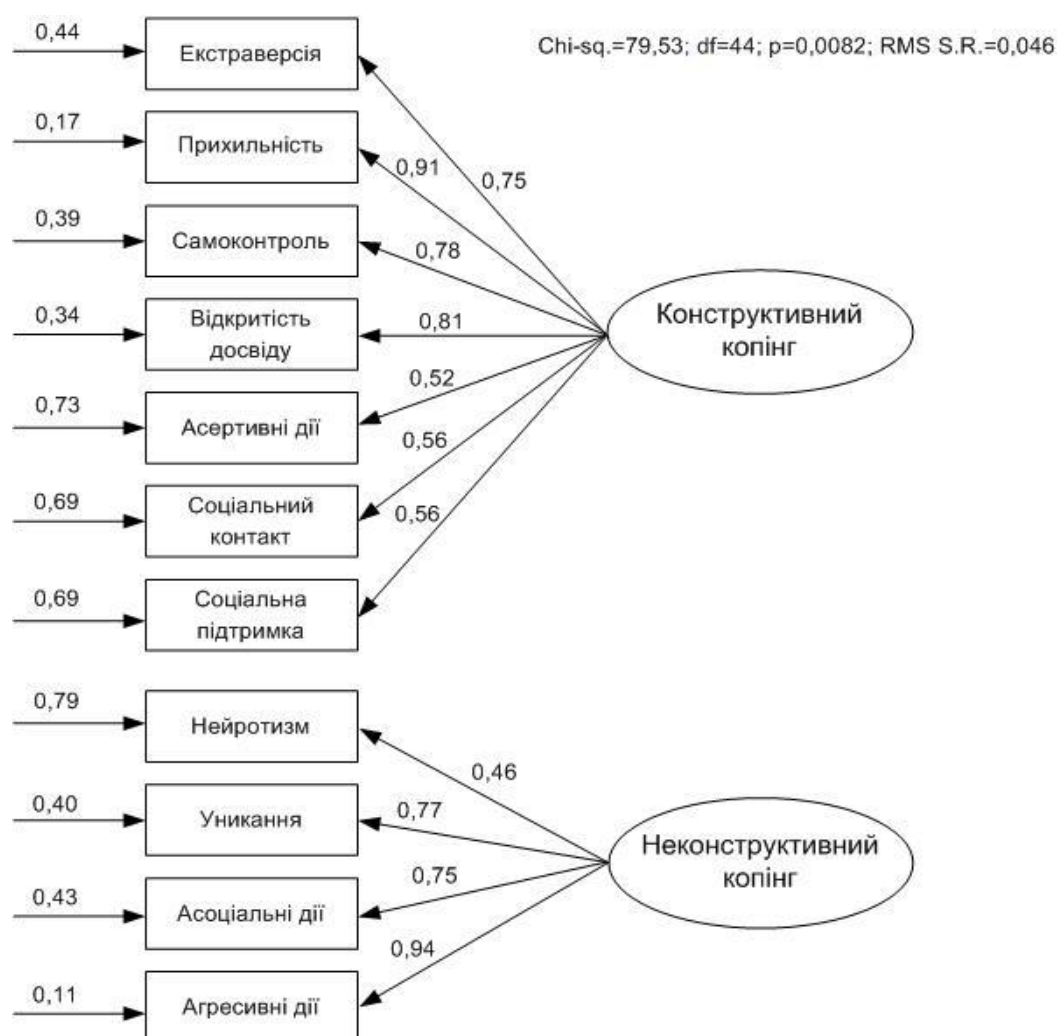 0,44
Екстраверсія
Chi-sq.=79,53; df=44; p=0,0082; RMS S.R.=0,046
0,17
Прихильність
0,91
0,75
0,39
Самоконтроль
0,78
0,34
Відкритість
досвіду
0,81
Конструктивний
копінг
0,73
Асертивні дії
0,52
0,69
Соціальний
контакт
0,56
0,69
Соціальна
підтримка
0,56
0,79
Нейротизм
0,46
0,40
Уникання
0,77
Неконструктивний
копінг
0,43
Асоціальні дії
0,75
0,11
Агресивні дії
0,94